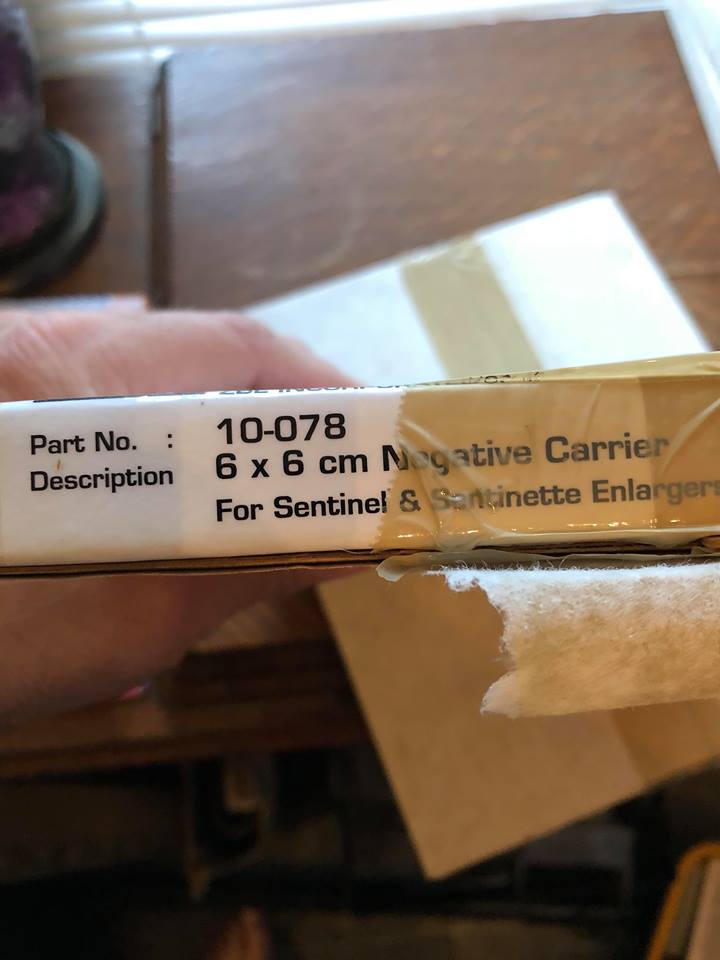 Part No. : 10-078
Description 6 x 6 cm Negative Carrier
For Sentinel & Sentinette Enlargers